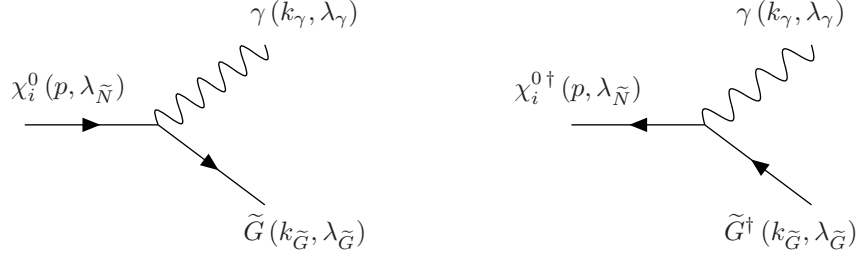 γ (k_γ, λ_γ)
χ_i^0 (p, λ_Ñ)
G̃ (k_G̃, λ_G̃)
γ (k_γ, λ_γ)
χ_i^{0 †} (p, λ_Ñ)
G̃^† (k_G̃, λ_G̃)